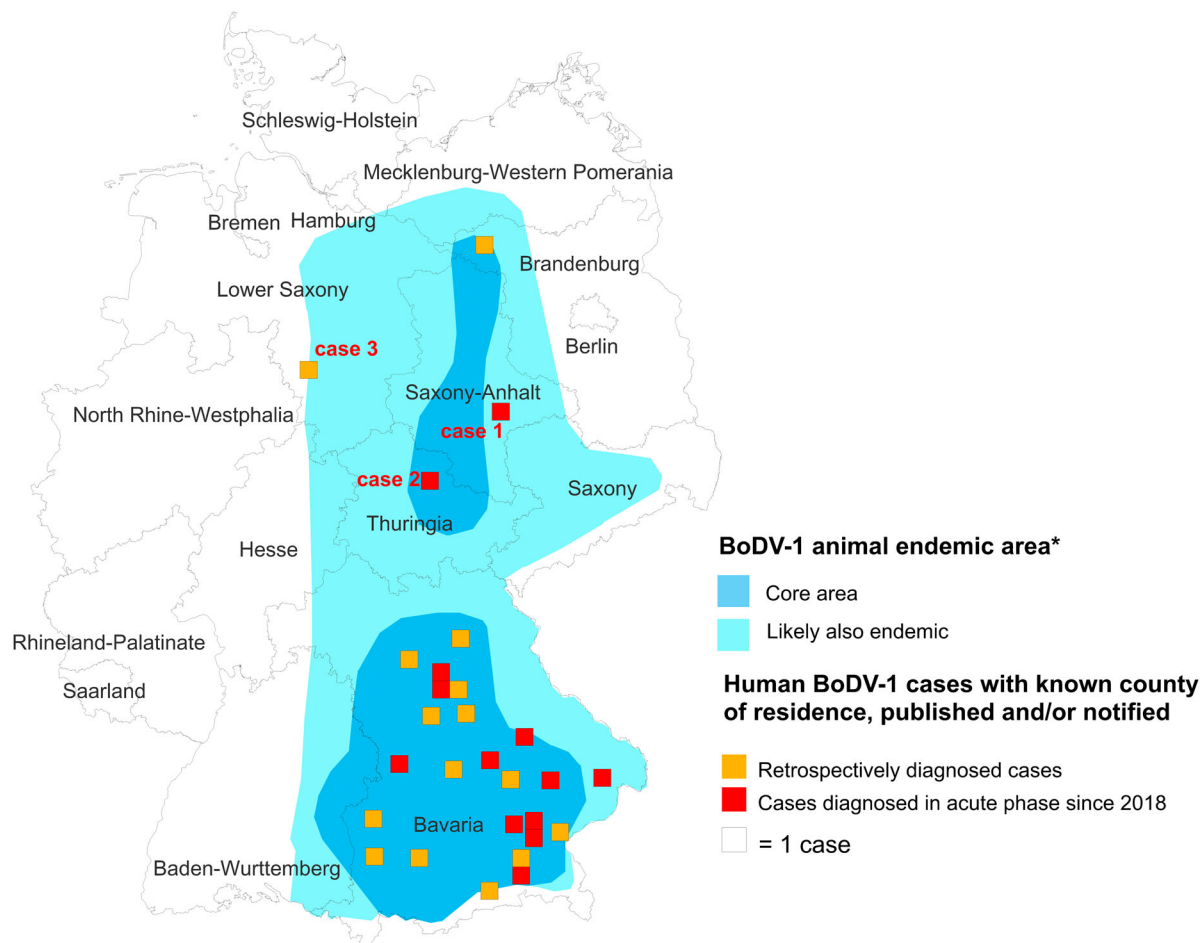 Schleswig-Holstein
Mecklenburg-Western Pomerania
Bremen
Hamburg
Brandenburg
Lower Saxony
Berlin
case 3
Saxony-Anhalt
North Rhine-Westphalia
case 1
case 2
Saxony
Thuringia
Hesse
BoDV-1 animal endemic area*
Core area
Likely also endemic
Rhineland-Palatinate
Saarland
Human BoDV-1 cases with known county
of residence, published and/or notified
Retrospectively diagnosed cases
Cases diagnosed in acute phase since 2018
= 1 case
Bavaria
Baden-Wurttemberg